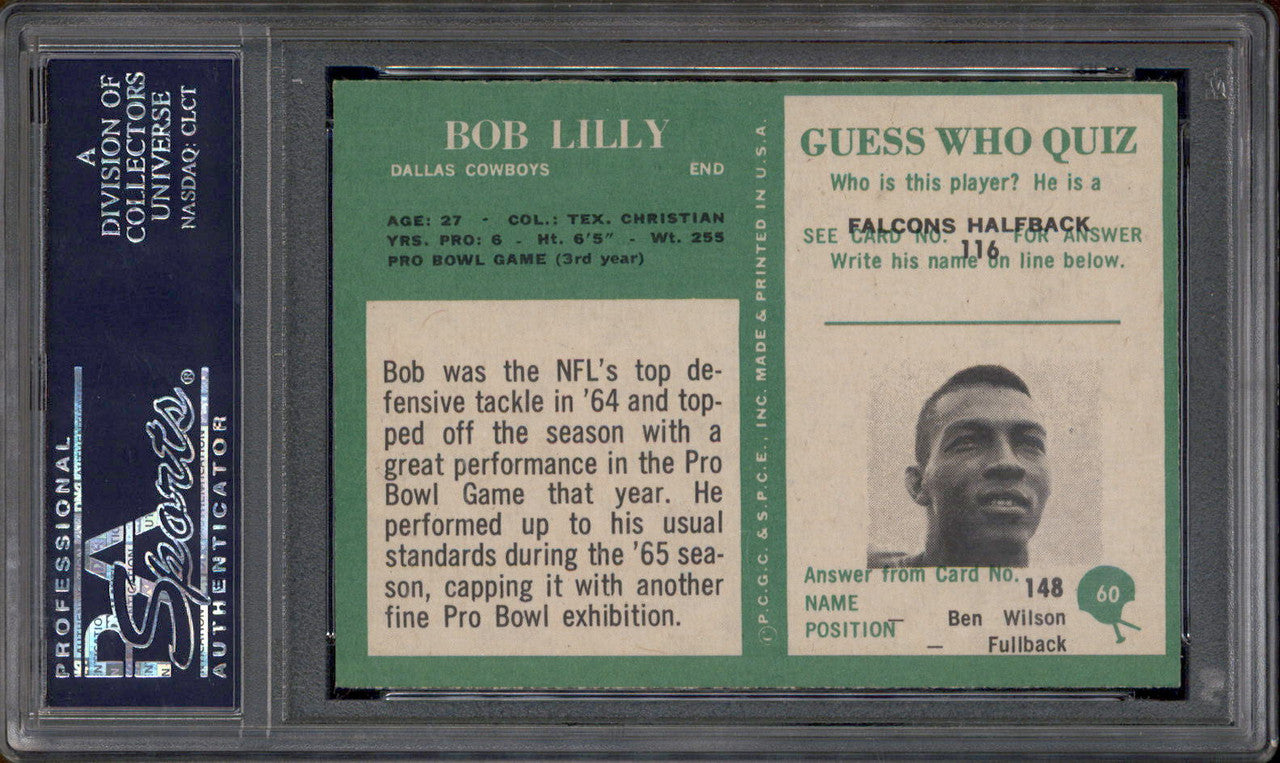 A
DIVISION OF
COLLECTORS
UNIVERSE
NASDAQ: CLCT
PROFESSIONAL
PSA
Sports®
AUTHENTICATOR
BOB LILLY
DALLAS COWBOYS END
AGE: 27 - COL.: TEX. CHRISTIAN
YRS. PRO: 6 - Ht. 6'5" - Wt. 255
PRO BOWL GAME (3rd year)
Bob was the NFL's top de-
fensive tackle in '64 and top-
ped off the season with a
great performance in the Pro
Bowl Game that year. He
performed up to his usual
standards during the '65 sea-
son, capping it with another
fine Pro Bowl exhibition.
P.C.G.C. & S.P.C.E., INC. MADE & PRINTED IN U.S.A.
GUESS WHO QUIZ
Who is this player? He is a
FALCONS HALFBACK
SEE CARD NO. 116 FOR ANSWER
Write his name on line below.
Answer from Card No. 148
NAME — Ben Wilson
POSITION — Fullback
60